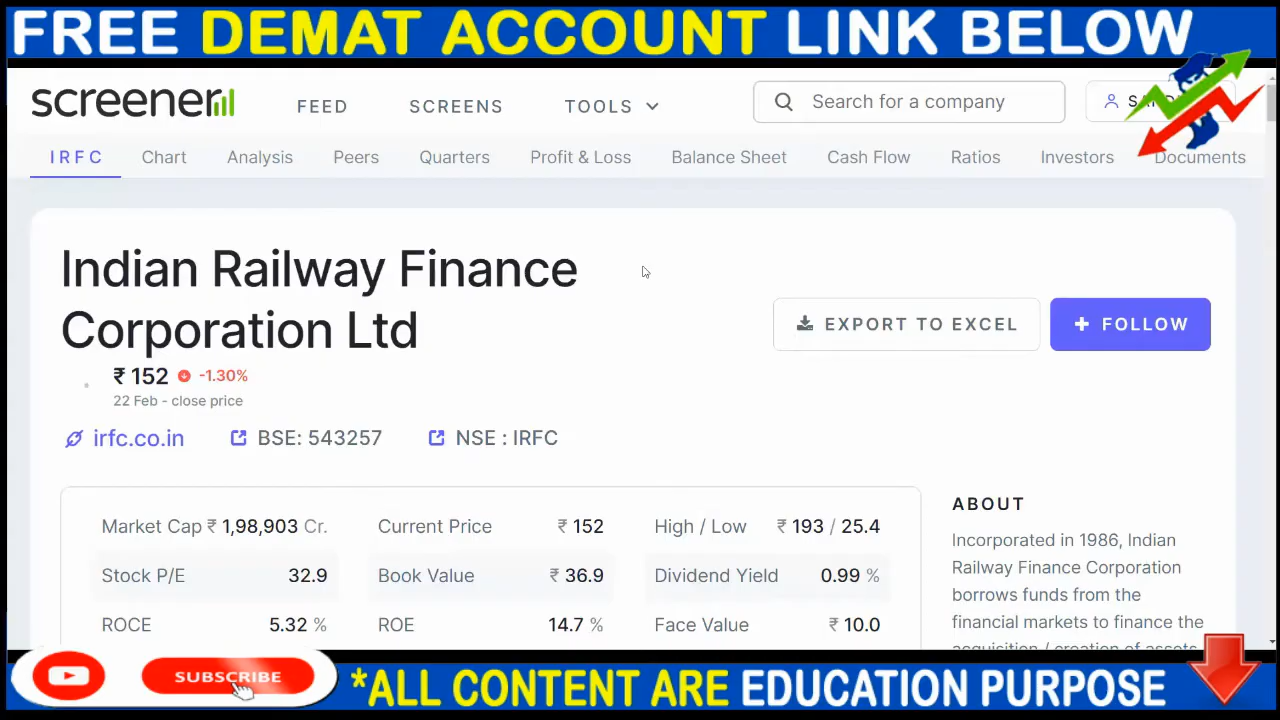 FREE DEMAT ACCOUNT LINK BELOW
screener FEED SCREENS TOOLS Search for a company
IRFC Chart Analysis Peers Quarters Profit & Loss Balance Sheet Cash Flow Ratios Investors Documents
Indian Railway Finance
Corporation Ltd
EXPORT TO EXCEL + FOLLOW
₹ 152 -1.30%
22 Feb - close price
irfc.co.in BSE: 543257 NSE : IRFC
Market Cap ₹ 1,98,903 Cr. Current Price ₹ 152 High / Low ₹ 193 / 25.4
Stock P/E 32.9 Book Value ₹ 36.9 Dividend Yield 0.99 %
ROCE 5.32 % ROE 14.7 % Face Value ₹ 10.0
ABOUT
Incorporated in 1986, Indian
Railway Finance Corporation
borrows funds from the
financial markets to finance the
acquisition / creation of assets
SUBSCRIBE
*ALL CONTENT ARE EDUCATION PURPOSE